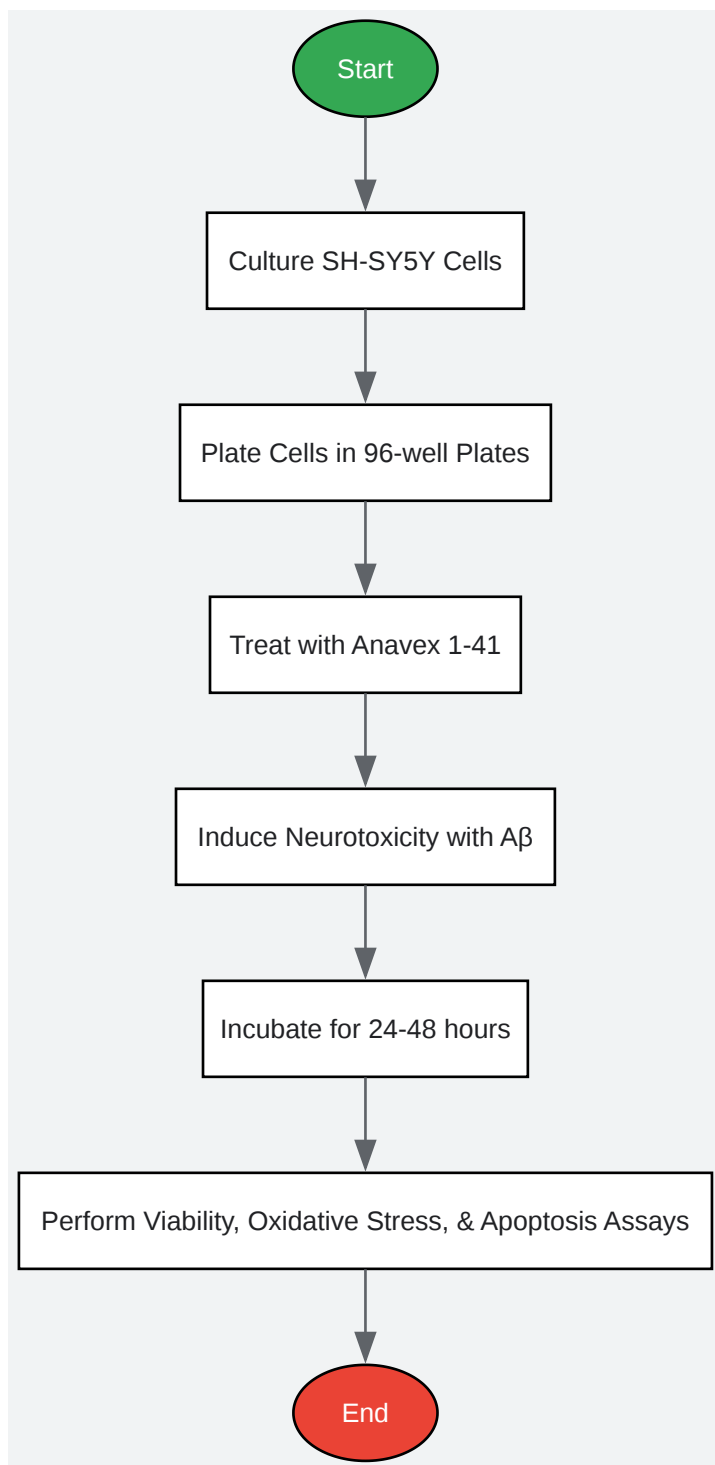 Start
Culture SH-SY5Y Cells
Plate Cells in 96-well Plates
Treat with Anavex 1-41
Induce Neurotoxicity with Aβ
Incubate for 24-48 hours
Perform Viability, Oxidative Stress, & Apoptosis Assays
End